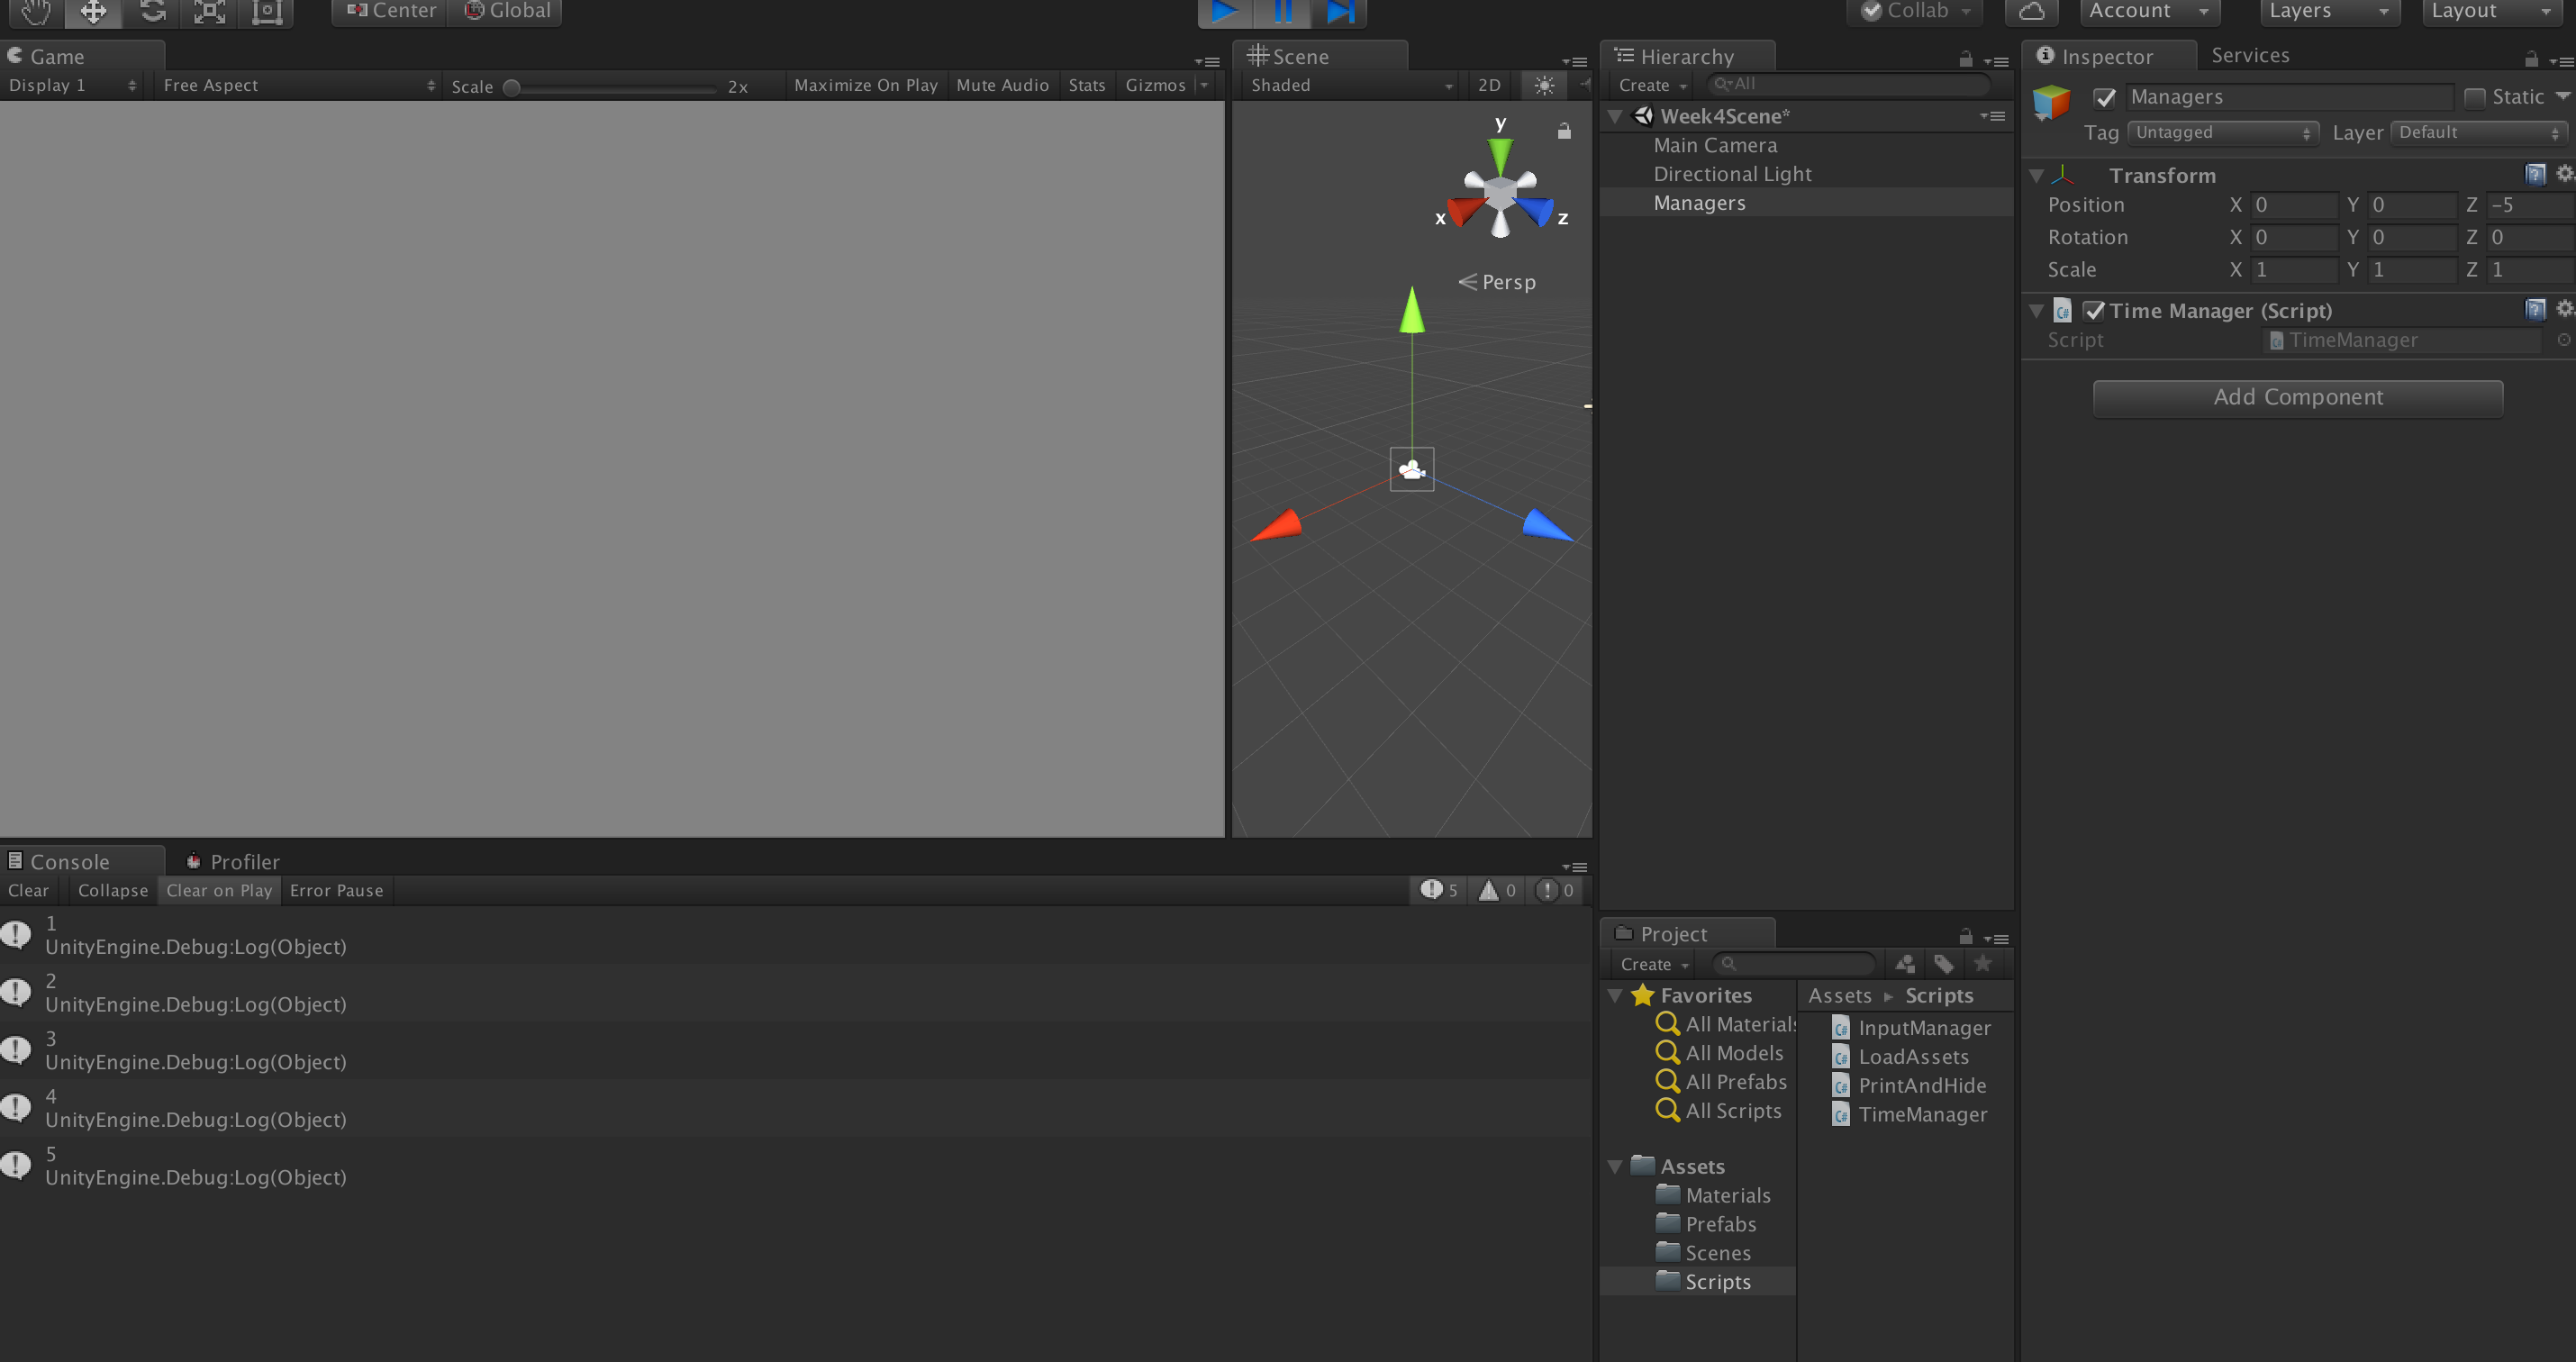 Center Global Collab Account Layers Layout
Game
Display 1 Free Aspect Scale 2x Maximize On Play Mute Audio Stats Gizmos
Scene
Shaded 2D
y
x z
Persp
Hierarchy
Create All
Week4Scene*
Main Camera
Directional Light
Managers
Inspector Services
Managers Static
Tag Untagged Layer Default
Transform
Position X 0 Y 0 Z -5
Rotation X 0 Y 0 Z 0
Scale X 1 Y 1 Z 1
C# Time Manager (Script)
Script TimeManager
Add Component
Console Profiler
Clear Collapse Clear on Play Error Pause 5 0 0
1
UnityEngine.Debug:Log(Object)
2
UnityEngine.Debug:Log(Object)
3
UnityEngine.Debug:Log(Object)
4
UnityEngine.Debug:Log(Object)
5
UnityEngine.Debug:Log(Object)
Project
Create
Favorites
All Materials
All Models
All Prefabs
All Scripts
Assets
Materials
Prefabs
Scenes
Scripts
Assets Scripts
C# InputManager
C# LoadAssets
C# PrintAndHide
C# TimeManager